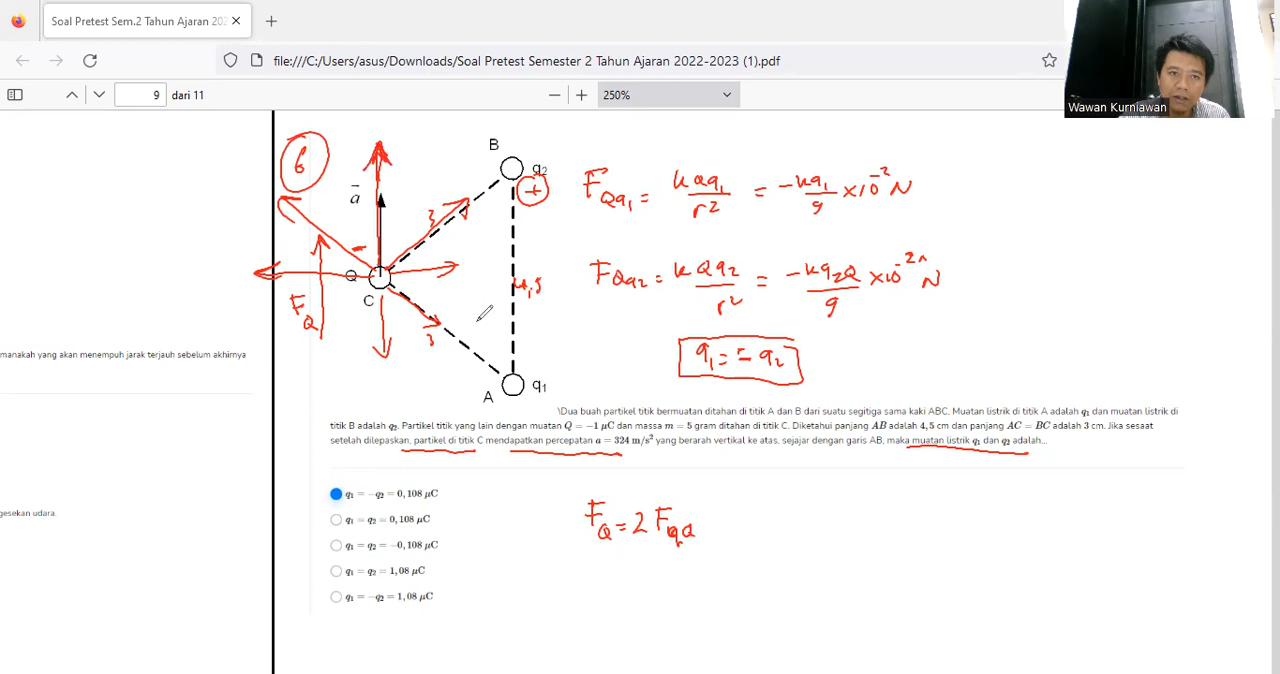 Soal Pretest Sem.2 Tahun Ajaran 202
file:///C:/Users/asus/Downloads/Soal Pretest Semester 2 Tahun Ajaran 2022-2023 (1).pdf
9 dari 11
250%
Wawan Kurniawan
6
B
q2
+
a
3
-
Q
C
F_Q
4,5
3
A
q1
F_Qq1 = kQq1/r² = -kq1/9 ×10⁻² N
F_Qq2 = kQq2/r² = -kq2Q/9 ×10⁻² N
q1 = -q2
manakah yang akan menempuh jarak terjauh sebelum akhirnya
\Dua buah partikel titik bermuatan ditahan di titik A dan B dari suatu segitiga sama kaki ABC. Muatan listrik di titik A adalah q₁ dan muatan listrik di
titik B adalah q₂. Partikel titik yang lain dengan muatan Q = −1 μC dan massa m = 5 gram ditahan di titik C. Diketahui panjang AB adalah 4,5 cm dan panjang AC = BC adalah 3 cm. Jika sesaat
setelah dilepaskan, partikel di titik C mendapatkan percepatan a = 324 m/s² yang berarah vertikal ke atas, sejajar dengan garis AB, maka muatan listrik q₁ dan q₂ adalah...
gesekan udara.
q₁ = −q₂ = 0,108 μC
q₁ = q₂ = 0,108 μC
q₁ = q₂ = −0,108 μC
q₁ = q₂ = 1,08 μC
q₁ = −q₂ = 1,08 μC
F_Q = 2 F_qQ